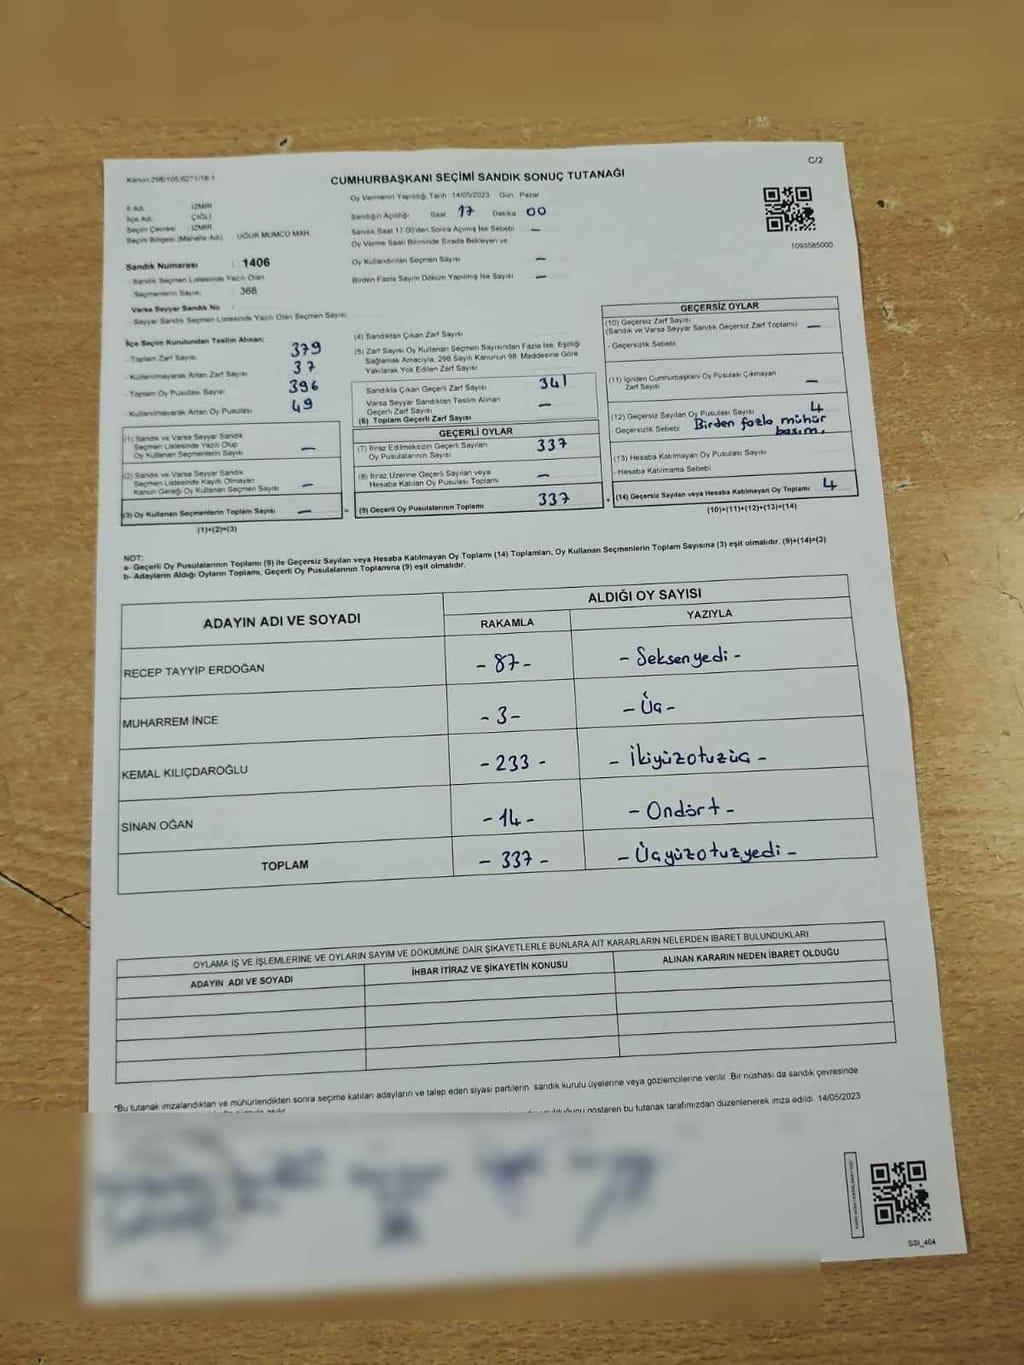 Kanun:298/105,6271/18-1
C/2
CUMHURBAŞKANI SEÇİMİ SANDIK SONUÇ TUTANAĞI
İl Adı: İZMİR
İlçe Adı: ÇİĞLİ
Seçim Çevresi: İZMİR
Seçim Bölgesi (Mahalle Adı): UĞUR MUMCU MAH.
Sandık Numarası : 1406
- Sandık Seçmen Listesinde Yazılı Olan
Seçmenlerin Sayısı: 368
Varsa Seyyar Sandık No :
- Seyyar Sandık Seçmen Listesinde Yazılı Olan Seçmen Sayısı:
Oy Vermenin Yapıldığı Tarih: 14/05/2023 Gün: Pazar
Sandığın Açıldığı Saat 17 Dakika 00
Sandık Saat 17.00'den Sonra Açılmış İse Sebebi —
Oy Verme Saati Bitiminde Sırada Bekleyen ve
Oy Kullandırılan Seçmen Sayısı —
Birden Fazla Sayım Döküm Yapılmış İse Sayısı —
1093585000
İlçe Seçim Kurulundan Teslim Alınan;
- Toplam Zarf Sayısı: 379
- Kullanılmayarak Artan Zarf Sayısı 37
- Toplam Oy Pusulası Sayısı 396
- Kullanılmayarak Artan Oy Pusulası 49
(1) Sandık ve Varsa Seyyar Sandık
Seçmen Listesinde Yazılı Olup
Oy Kullanan Seçmenlerin Sayısı —
(2) Sandık ve Varsa Seyyar Sandık
Seçmen Listesinde Kayıtlı Olmayan
Kanun Gereği Oy Kullanan Seçmen Sayısı —
(3) Oy Kullanan Seçmenlerin Toplam Sayısı —
(1)+(2)=(3)
(4) Sandıktan Çıkan Zarf Sayısı
(5) Zarf Sayısı Oy Kullanan Seçmen Sayısından Fazla İse, Eşitliği
Sağlamak Amacıyla, 298 Sayılı Kanunun 98. Maddesine Göre
Yakılarak Yok Edilen Zarf Sayısı
Sandıkta Çıkan Geçerli Zarf Sayısı 341
Varsa Seyyar Sandıktan Teslim Alınan
Geçerli Zarf Sayısı —
(6) Toplam Geçerli Zarf Sayısı
GEÇERLİ OYLAR
(7) İtiraz Edilmeksizin Geçerli Sayılan
Oy Pusulalarının Sayısı 337
(8) İtiraz Üzerine Geçerli Sayılan veya
Hesaba Katılan Oy Pusulası Toplamı —
= (9) Geçerli Oy Pusulalarının Toplamı 337
GEÇERSİZ OYLAR
(10) Geçersiz Zarf Sayısı
(Sandık ve Varsa Seyyar Sandık Geçersiz Zarf Toplamı) —
- Geçersizlik Sebebi
(11) İçinden Cumhurbaşkanı Oy Pusulası Çıkmayan
Zarf Sayısı —
(12) Geçersiz Sayılan Oy Pusulası Sayısı 4
- Geçersizlik Sebebi Birden fazla mühür
basım,
(13) Hesaba Katılmayan Oy Pusulası Sayısı
- Hesaba Katılmama Sebebi
+ (14) Geçersiz Sayılan veya Hesaba Katılmayan Oy Toplamı 4
(10)+(11)+(12)+(13)=(14)
NOT:
a- Geçerli Oy Pusulalarının Toplamı (9) ile Geçersiz Sayılan veya Hesaba Katılmayan Oy Toplamı (14) Toplamları, Oy Kullanan Seçmenlerin Toplam Sayısına (3) eşit olmalıdır. (9)+(14)=(3)
b- Adayların Aldığı Oyların Toplamı, Geçerli Oy Pusulalarının Toplamına (9) eşit olmalıdır.
ADAYIN ADI VE SOYADI
ALDIĞI OY SAYISI
RAKAMLA YAZIYLA
RECEP TAYYİP ERDOĞAN - 87 - - Seksenyedi -
MUHARREM İNCE - 3 - - Üç -
KEMAL KILIÇDAROĞLU - 233 - - İkiyüzotuzüç -
SİNAN OĞAN - 14 - - Ondört -
TOPLAM - 337 - - Üçyüzotuzyedi -
OYLAMA İŞ VE İŞLEMLERİNE VE OYLARIN SAYIM VE DÖKÜMÜNE DAİR ŞİKAYETLERLE BUNLARA AİT KARARLARIN NELERDEN İBARET BULUNDUKLARI
ADAYIN ADI VE SOYADI İHBAR İTİRAZ VE ŞİKAYETİN KONUSU ALINAN KARARIN NEDEN İBARET OLDUĞU
*Bu tutanak imzalandıktan ve mühürlendikten sonra seçime katılan adayların ve talep eden siyasi partilerin sandık kurulu üyelerine veya gözlemcilerine verilir. Bir nüshası da sandık çevresinde
gösteren bu tutanak tarafımızdan düzenlenerek imza edildi. 14/05/2023
SSI_404